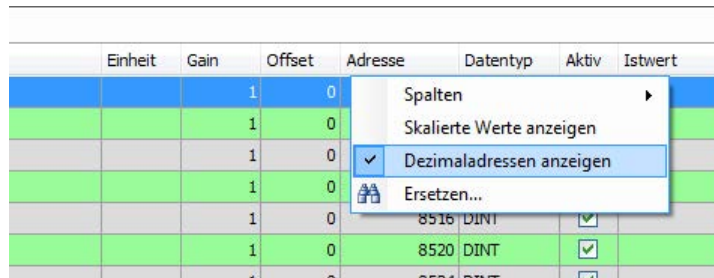 Einheit Gain Offset Adresse Datentyp Aktiv Istwert
1 0
Spalten
1 0
Skalierte Werte anzeigen
1 0
Dezimaladressen anzeigen
1 0
Ersetzen...
1 0 8516 DINT
1 0 8520 DINT